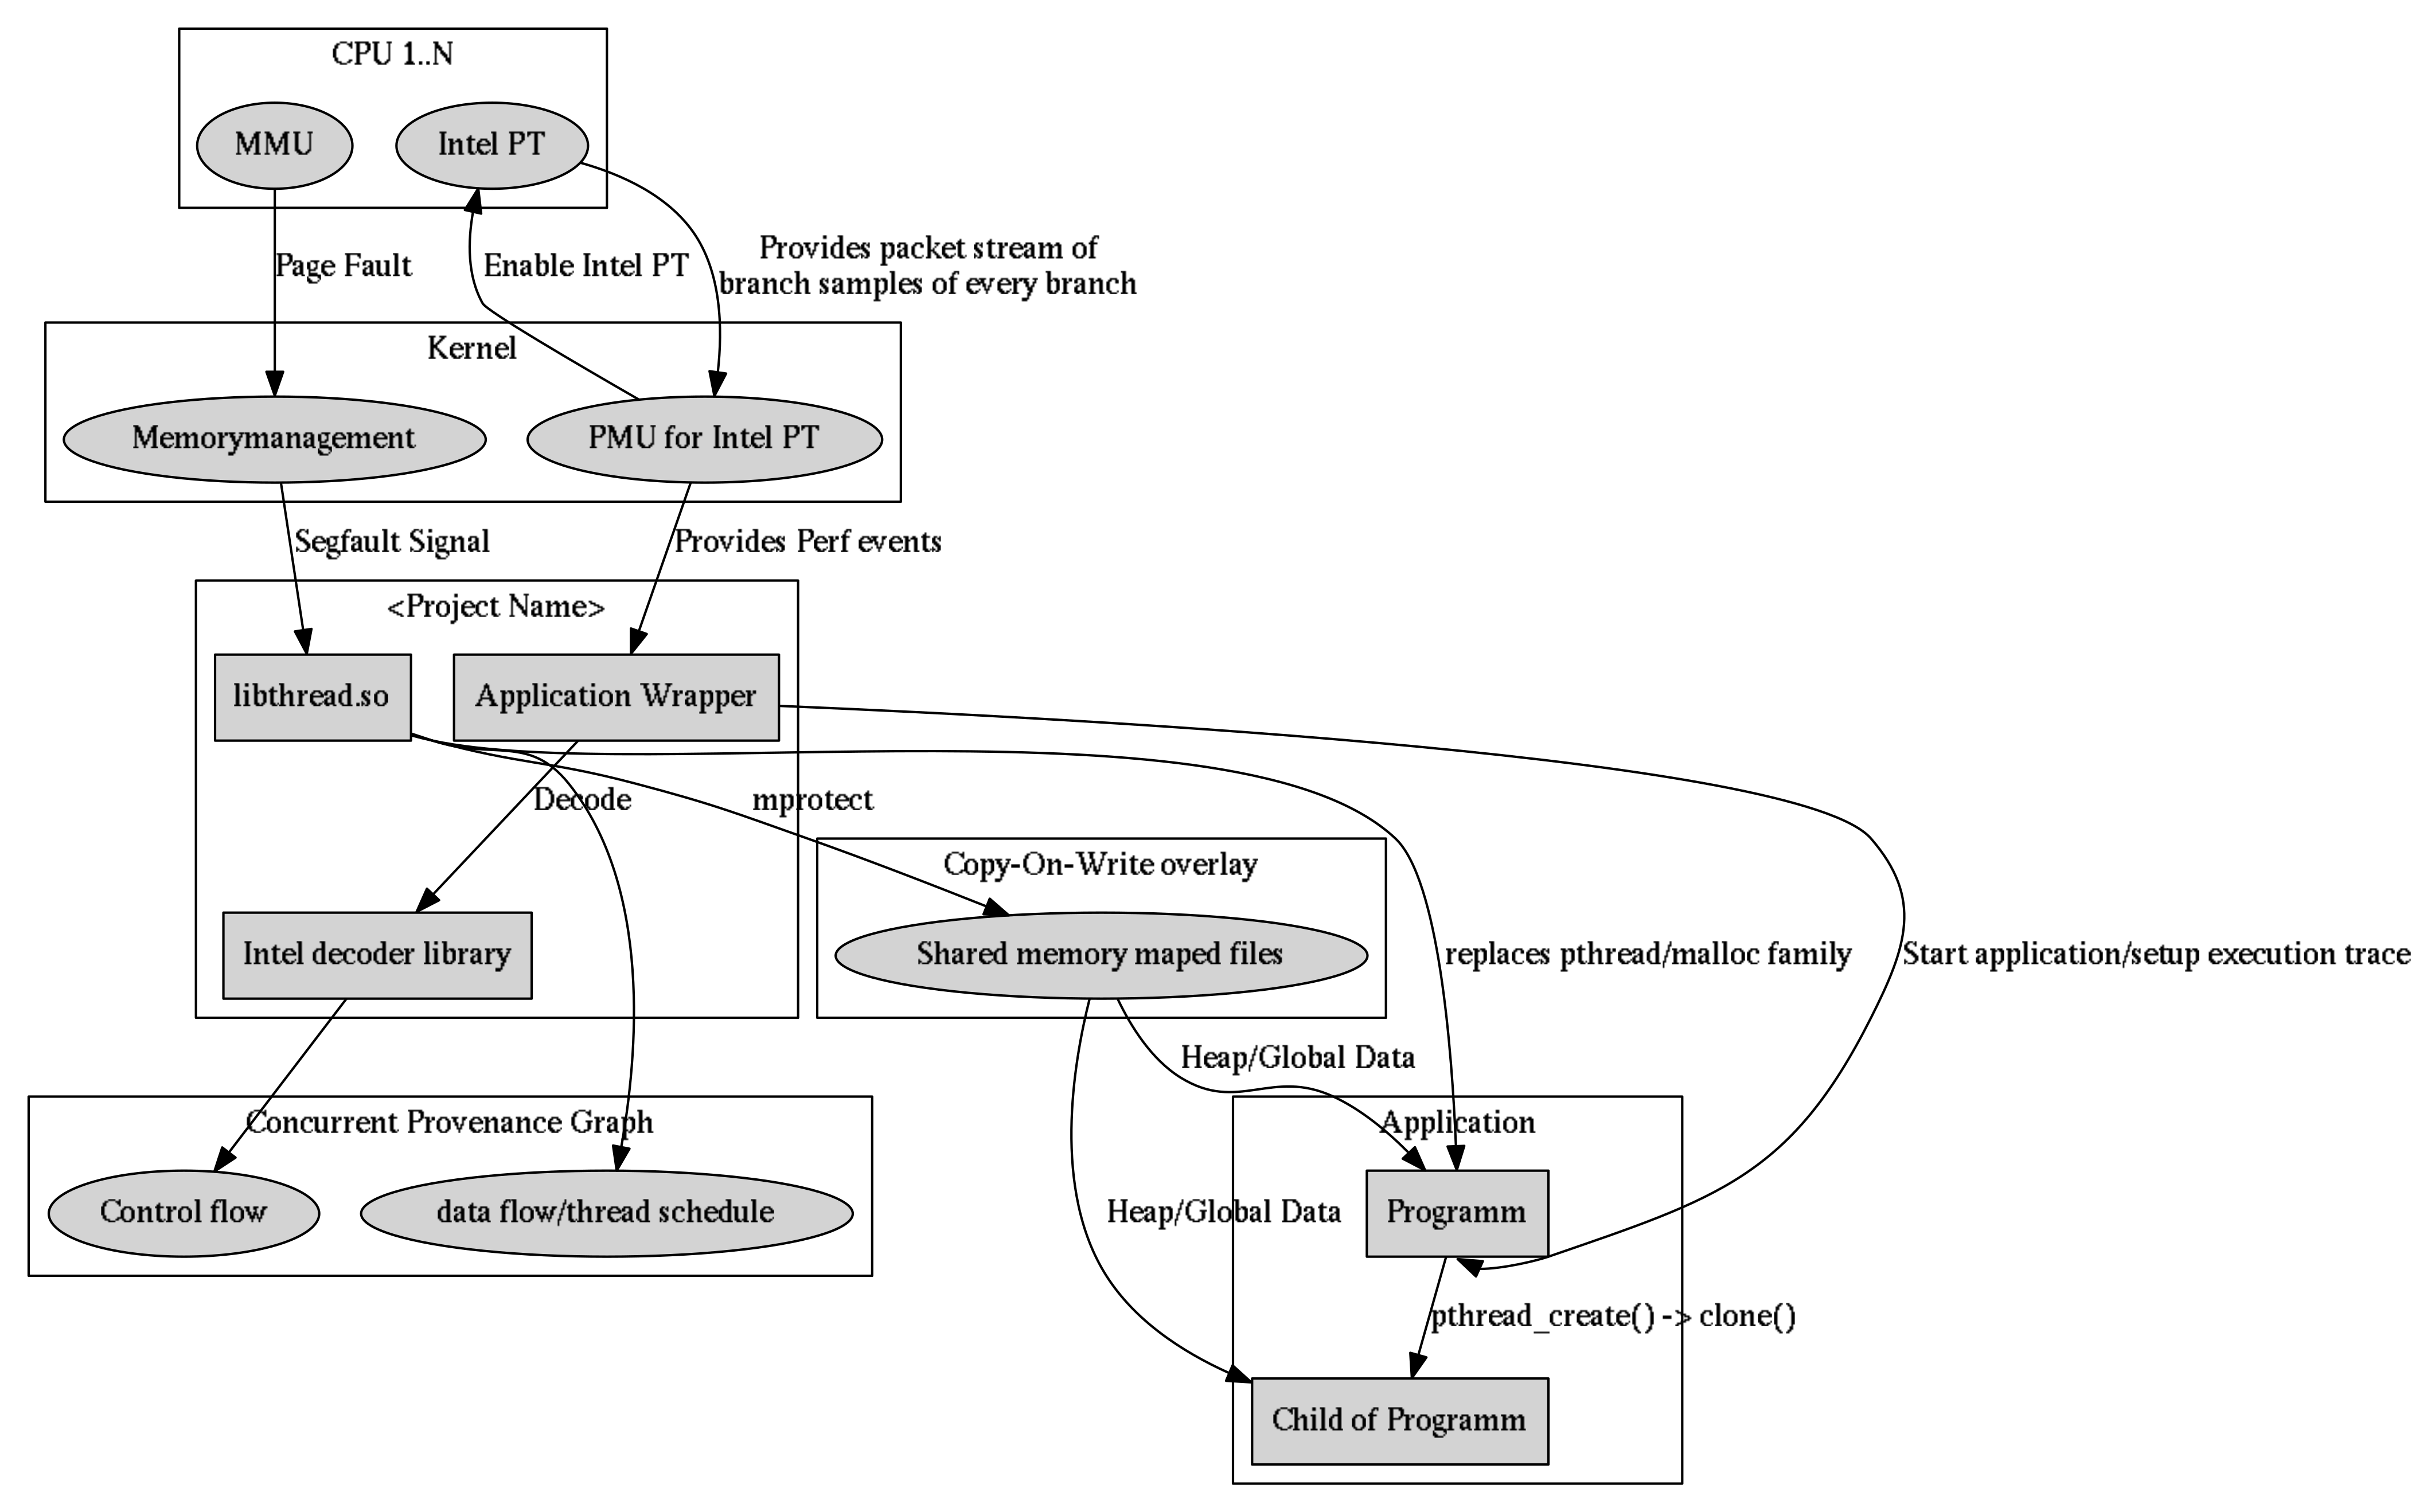 CPU 1..N
MMU
Intel PT
Page Fault
Enable Intel PT
Provides packet stream of
branch samples of every branch
Kernel
Memorymanagement
PMU for Intel PT
Segfault Signal
Provides Perf events
<Project Name>
libthread.so
Application Wrapper
Decode
mprotect
Copy-On-Write overlay
Intel decoder library
Shared memory maped files
replaces pthread/malloc family
Start application/setup execution trace
Heap/Global Data
Concurrent Provenance Graph
Application
Control flow
data flow/thread schedule
Heap/Global Data
Programm
pthread_create() -> clone()
Child of Programm